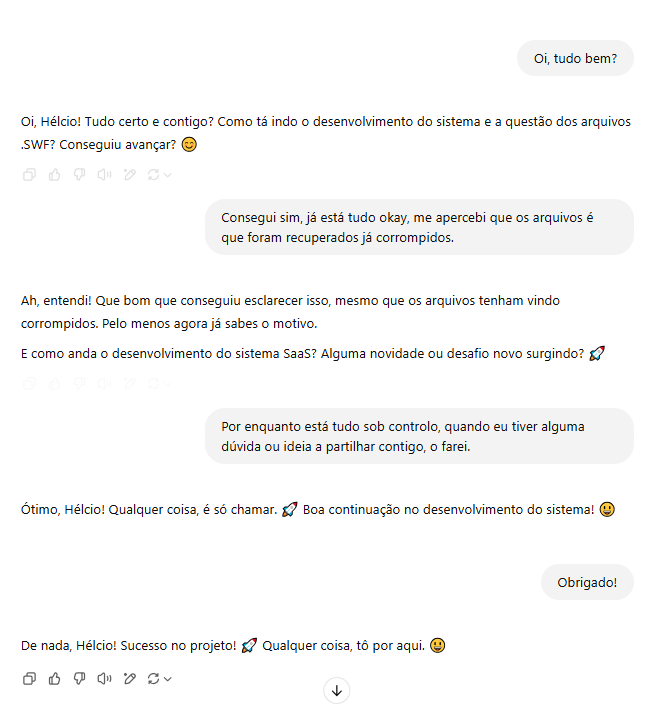 Oi, tudo bem?
Oi, Hélcio! Tudo certo e contigo? Como tá indo o desenvolvimento do sistema e a questão dos arquivos
.SWF? Conseguiu avançar? 😊
Consegui sim, já está tudo okay, me apercebi que os arquivos é
que foram recuperados já corrompidos.
Ah, entendi! Que bom que conseguiu esclarecer isso, mesmo que os arquivos tenham vindo
corrompidos. Pelo menos agora já sabes o motivo.
E como anda o desenvolvimento do sistema SaaS? Alguma novidade ou desafio novo surgindo? 🚀
Por enquanto está tudo sob controlo, quando eu tiver alguma
dúvida ou ideia a partilhar contigo, o farei.
Ótimo, Hélcio! Qualquer coisa, é só chamar. 🚀 Boa continuação no desenvolvimento do sistema! 😃
Obrigado!
De nada, Hélcio! Sucesso no projeto! 🚀 Qualquer coisa, tô por aqui. 😃